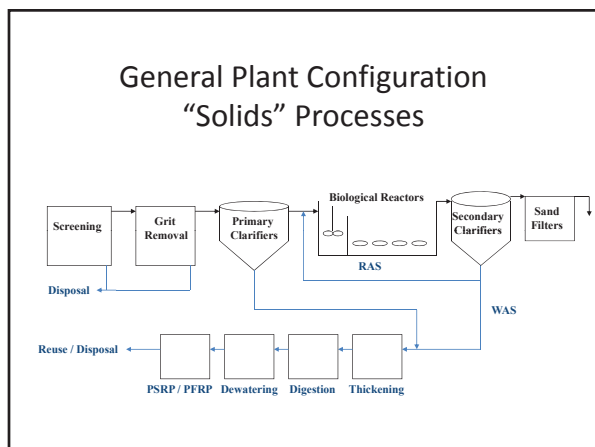 General Plant Configuration
“Solids” Processes
Biological Reactors
Screening
Grit
Removal
Primary
Clarifiers
Secondary
Clarifiers
Sand
Filters
RAS
Disposal
WAS
Reuse / Disposal
PSRP / PFRP
Dewatering
Digestion
Thickening